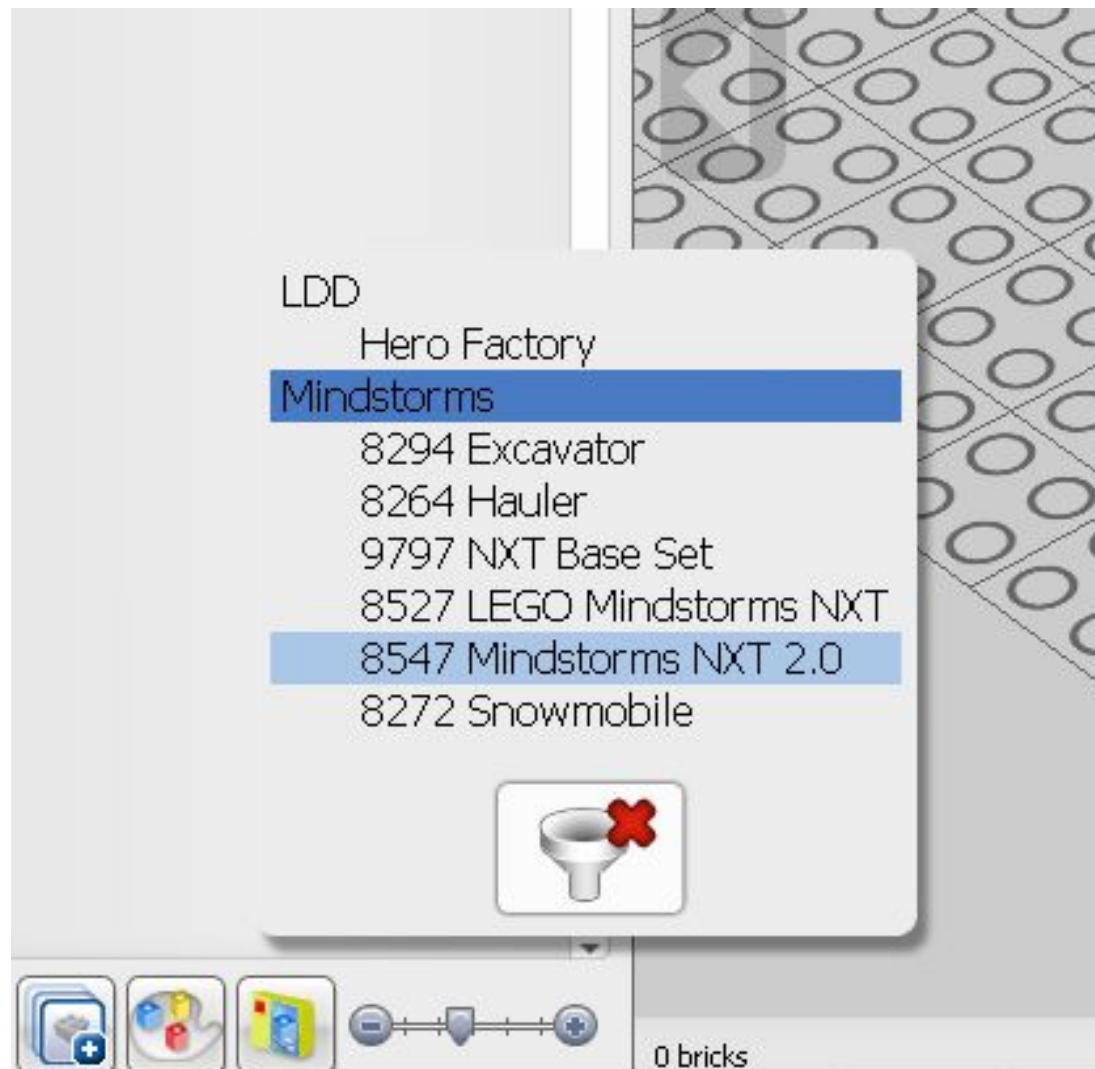 LDD
Hero Factory
Mindstorms
8294 Excavator
8264 Hauler
9797 NXT Base Set
8527 LEGO Mindstorms NXT
8547 Mindstorms NXT 2.0
8272 Snowmobile
0 bricks